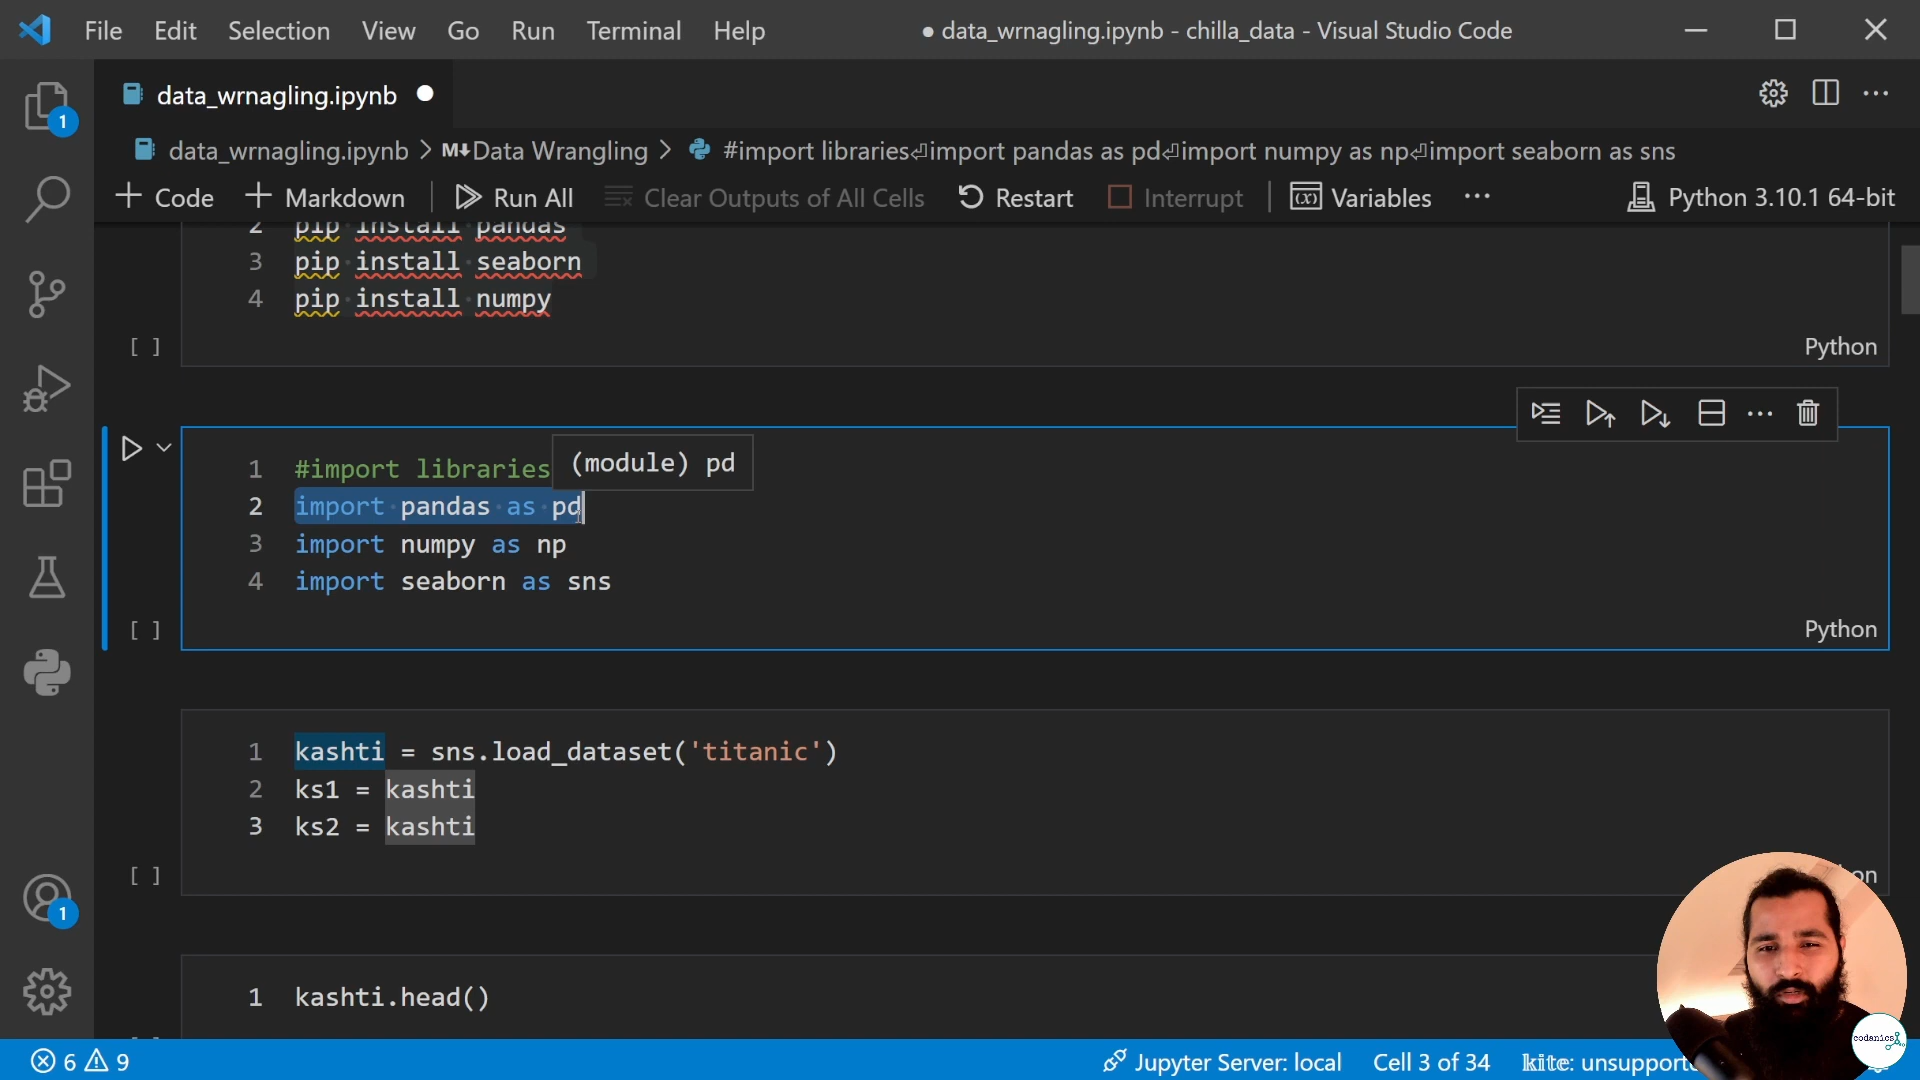 File Edit Selection View Go Run Terminal Help ● data_wrnagling.ipynb - chilla_data - Visual Studio Code
data_wrnagling.ipynb
data_wrnagling.ipynb > M↓Data Wrangling > #import libraries⏎import pandas as pd⏎import numpy as np⏎import seaborn as sns
+ Code + Markdown Run All Clear Outputs of All Cells Restart Interrupt (x) Variables ... Python 3.10.1 64-bit
2 pip install pandas
3 pip install seaborn
4 pip install numpy
[ ] Python
1 #import libraries
(module) pd
2 import pandas as pd
3 import numpy as np
4 import seaborn as sns
[ ] Python
1 kashti = sns.load_dataset('titanic')
2 ks1 = kashti
3 ks2 = kashti
[ ]
1 kashti.head()
1
1
codanics
6 9 Jupyter Server: local Cell 3 of 34 kite: